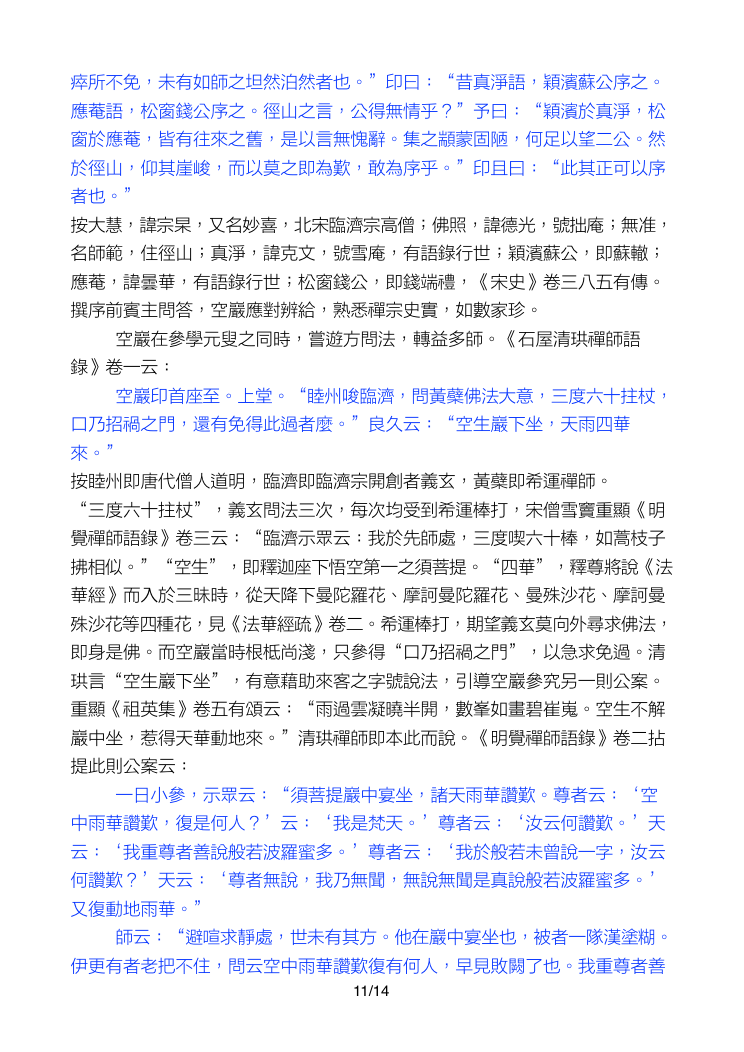 瘁所不免，未有如師之坦然泊然者也。”印曰：“昔真淨語，穎濱蘇公序之。
應菴語，松窗錢公序之。徑山之言，公得無情乎？”予曰：“穎濱於真淨，松
窗於應菴，皆有往來之舊，是以言無愧辭。集之顓蒙固陋，何足以望二公。然
於徑山，仰其崖峻，而以莫之即為歎，敢為序乎。”印且曰：“此其正可以序
者也。”
按大慧，諱宗杲，又名妙喜，北宋臨濟宗高僧；佛照，諱德光，號拙庵；無准，
名師範，住徑山；真淨，諱克文，號雪庵，有語錄行世；穎濱蘇公，即蘇轍；
應菴，諱曇華，有語錄行世；松窗錢公，即錢端禮，《宋史》卷三八五有傳。
撰序前賓主問答，空巖應對辨給，熟悉禪宗史實，如數家珍。
空巖在參學元叟之同時，嘗遊方問法，轉益多師。《石屋清珙禪師語
錄》卷一云：
空巖印首座至。上堂。“睦州唆臨濟，問黃蘗佛法大意，三度六十拄杖，
口乃招禍之門，還有免得此過者麼。”良久云：“空生巖下坐，天雨四華
來。”
按睦州即唐代僧人道明，臨濟即臨濟宗開創者義玄，黃蘗即希運禪師。
“三度六十拄杖”，義玄問法三次，每次均受到希運棒打，宋僧雪竇重顯《明
覺禪師語錄》卷三云：“臨濟示眾云：我於先師處，三度喫六十棒，如蒿枝子
拂相似。”“空生”，即釋迦座下悟空第一之須菩提。“四華”，釋尊將說《法
華經》而入於三昧時，從天降下曼陀羅花、摩訶曼陀羅花、曼殊沙花、摩訶曼
殊沙花等四種花，見《法華經疏》卷二。希運棒打，期望義玄莫向外尋求佛法，
即身是佛。而空巖當時根柢尚淺，只參得“口乃招禍之門”，以急求免過。清
珙言“空生巖下坐”，有意藉助來客之字號說法，引導空巖參究另一則公案。
重顯《祖英集》卷五有頌云：“雨過雲凝曉半開，數峯如畫碧崔嵬。空生不解
巖中坐，惹得天華動地來。”清珙禪師即本此而說。《明覺禪師語錄》卷二拈
提此則公案云：
一日小參，示眾云：“須菩提巖中宴坐，諸天雨華讚歎。尊者云：‘空
中雨華讚歎，復是何人？’云：‘我是梵天。’尊者云：‘汝云何讚歎。’天
云：‘我重尊者善說般若波羅蜜多。’尊者云：‘我於般若未曾說一字，汝云
何讚歎？’天云：‘尊者無說，我乃無聞，無說無聞是真說般若波羅蜜多。’
又復動地雨華。”
師云：“避喧求靜處，世未有其方。他在巖中宴坐也，被者一隊漢塗糊。
伊更有者老把不住，問云空中雨華讚歎復有何人，早見敗闕了也。我重尊者善
11/14